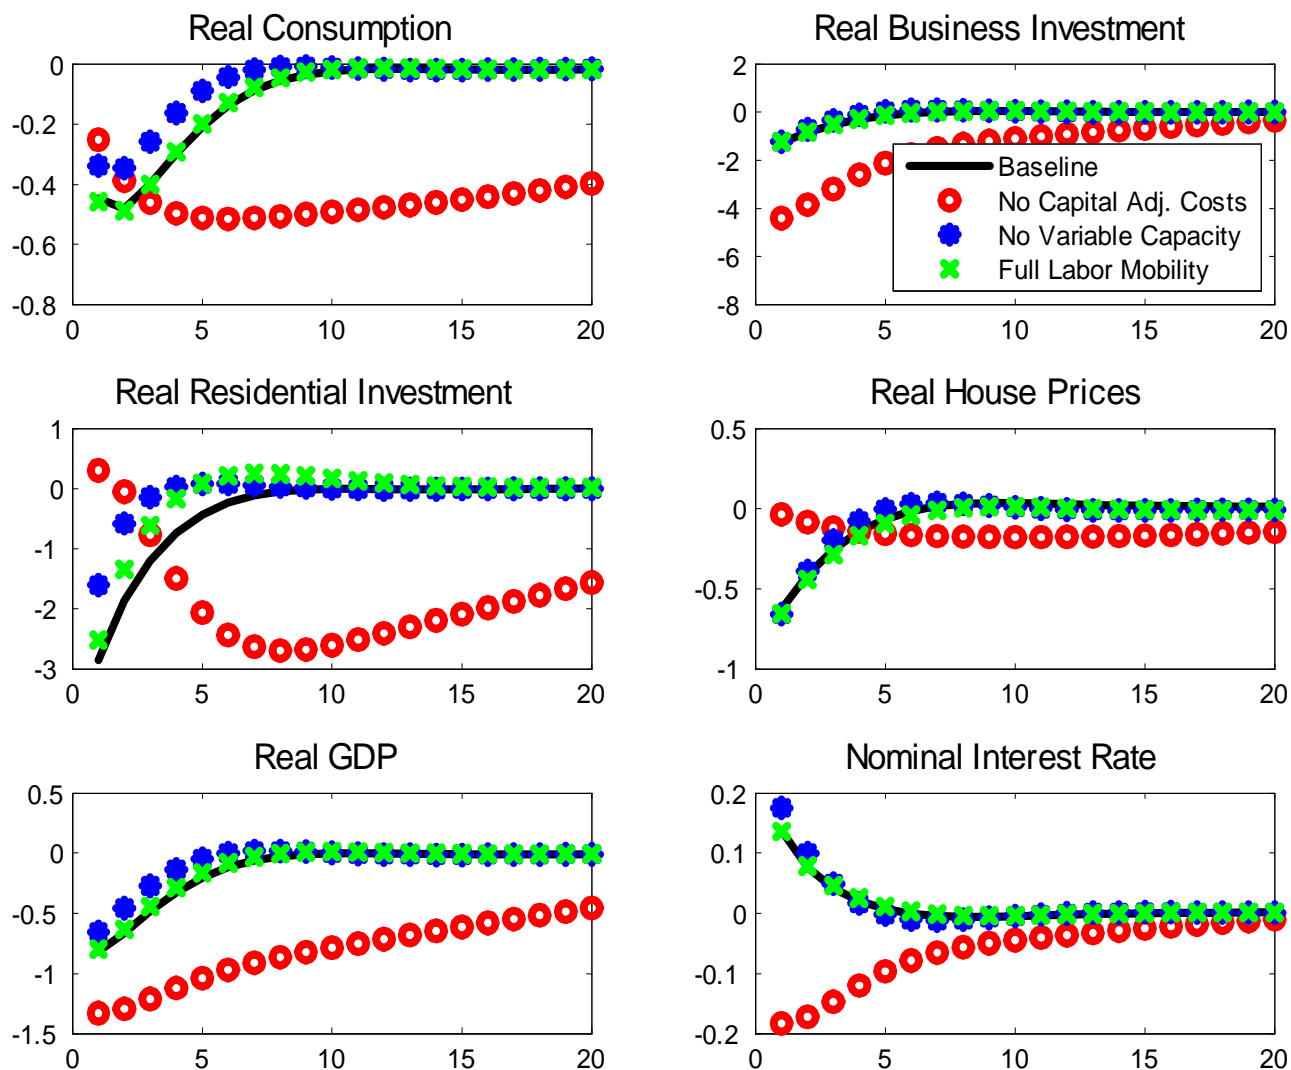 Real Consumption
0
-0.2
-0.4
-0.6
-0.8
0 5 10 15 20
Real Business Investment
2
0
-2
-4
-6
-8
0 5 10 15 20
Baseline
No Capital Adj. Costs
No Variable Capacity
Full Labor Mobility
Real Residential Investment
1
0
-1
-2
-3
0 5 10 15 20
Real House Prices
0.5
0
-0.5
-1
0 5 10 15 20
Real GDP
0.5
0
-0.5
-1
-1.5
0 5 10 15 20
Nominal Interest Rate
0.2
0.1
0
-0.1
-0.2
0 5 10 15 20